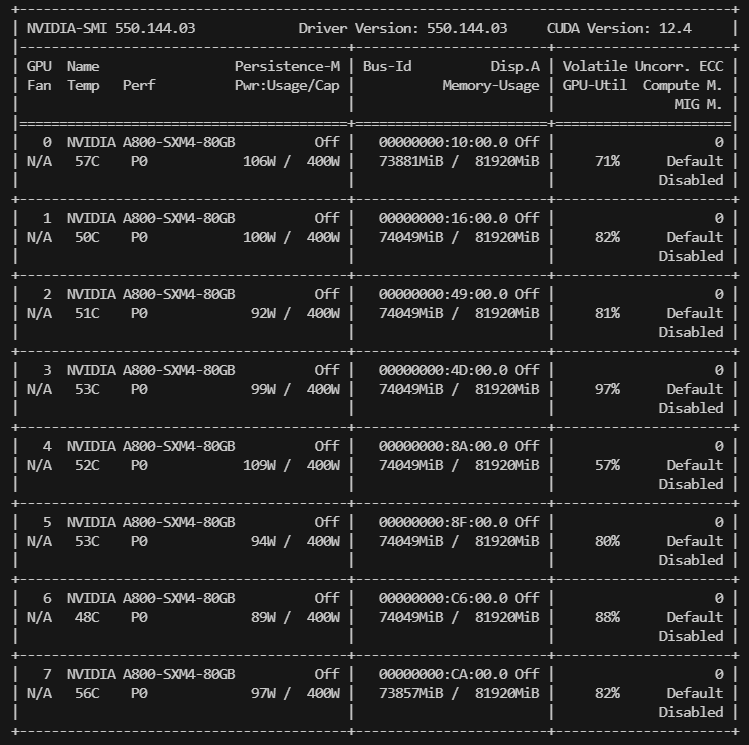 +-----------------------------------------------------------------------------------------+
| NVIDIA-SMI 550.144.03             Driver Version: 550.144.03     CUDA Version: 12.4     |
|-----------------------------------------+------------------------+----------------------+
| GPU  Name                 Persistence-M | Bus-Id          Disp.A | Volatile Uncorr. ECC |
| Fan  Temp   Perf          Pwr:Usage/Cap |           Memory-Usage | GPU-Util  Compute M. |
|                                         |                        |               MIG M. |
|=========================================+========================+======================|
|   0  NVIDIA A800-SXM4-80GB          Off |   00000000:10:00.0 Off |                    0 |
| N/A   57C    P0             106W /  400W |   73881MiB /  81920MiB |     71%      Default |
|                                         |                        |             Disabled |
+-----------------------------------------+------------------------+----------------------+
|   1  NVIDIA A800-SXM4-80GB          Off |   00000000:16:00.0 Off |                    0 |
| N/A   50C    P0             100W /  400W |   74049MiB /  81920MiB |     82%      Default |
|                                         |                        |             Disabled |
+-----------------------------------------+------------------------+----------------------+
|   2  NVIDIA A800-SXM4-80GB          Off |   00000000:49:00.0 Off |                    0 |
| N/A   51C    P0              92W /  400W |   74049MiB /  81920MiB |     81%      Default |
|                                         |                        |             Disabled |
+-----------------------------------------+------------------------+----------------------+
|   3  NVIDIA A800-SXM4-80GB          Off |   00000000:4D:00.0 Off |                    0 |
| N/A   53C    P0              99W /  400W |   74049MiB /  81920MiB |     97%      Default |
|                                         |                        |             Disabled |
+-----------------------------------------+------------------------+----------------------+
|   4  NVIDIA A800-SXM4-80GB          Off |   00000000:8A:00.0 Off |                    0 |
| N/A   52C    P0             109W /  400W |   74049MiB /  81920MiB |     57%      Default |
|                                         |                        |             Disabled |
+-----------------------------------------+------------------------+----------------------+
|   5  NVIDIA A800-SXM4-80GB          Off |   00000000:8F:00.0 Off |                    0 |
| N/A   53C    P0              94W /  400W |   74049MiB /  81920MiB |     80%      Default |
|                                         |                        |             Disabled |
+-----------------------------------------+------------------------+----------------------+
|   6  NVIDIA A800-SXM4-80GB          Off |   00000000:C6:00.0 Off |                    0 |
| N/A   48C    P0              89W /  400W |   74049MiB /  81920MiB |     88%      Default |
|                                         |                        |             Disabled |
+-----------------------------------------+------------------------+----------------------+
|   7  NVIDIA A800-SXM4-80GB          Off |   00000000:CA:00.0 Off |                    0 |
| N/A   56C    P0              97W /  400W |   73857MiB /  81920MiB |     82%      Default |
|                                         |                        |             Disabled |
+-----------------------------------------+------------------------+----------------------+